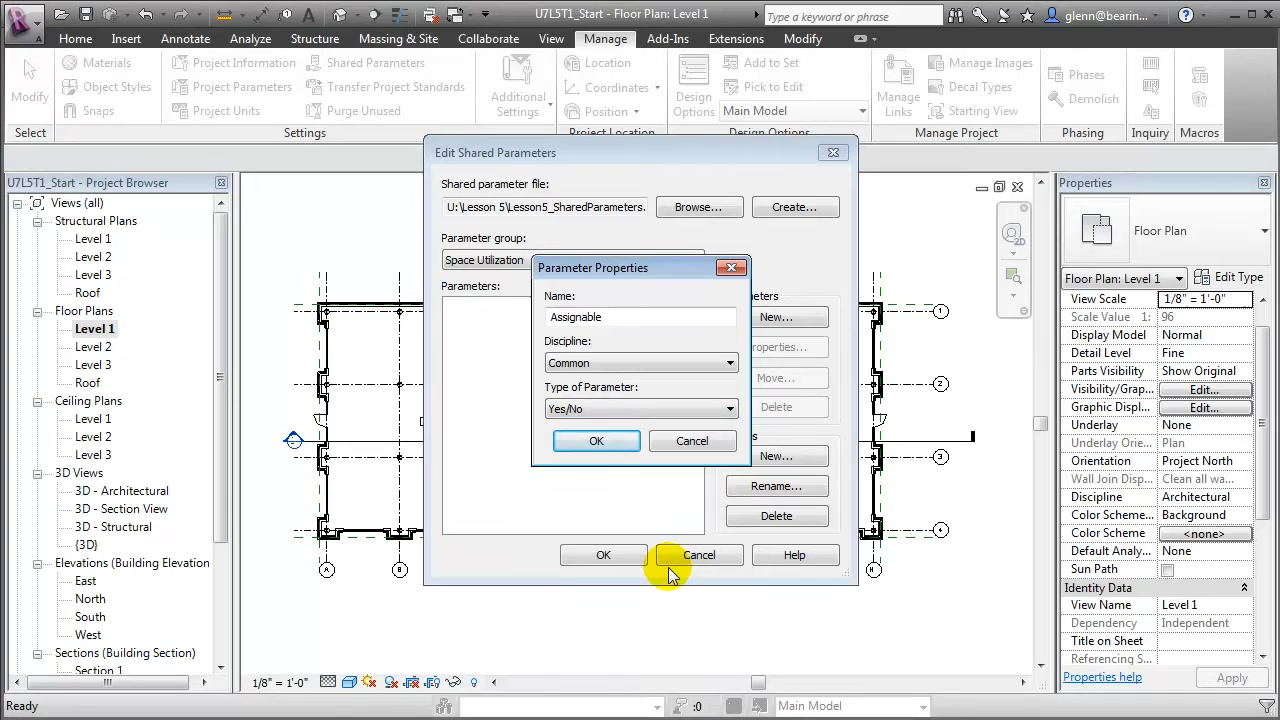 U7L5T1_Start - Floor Plan: Level 1
Type a keyword or phrase
glenn@bearin...
Home Insert Annotate Analyze Structure Massing & Site Collaborate View Manage Add-Ins Extensions Modify
Modify
Materials
Object Styles
Snaps
Project Information
Project Parameters
Project Units
Shared Parameters
Transfer Project Standards
Purge Unused
Additional
Settings
Location
Coordinates
Position
Design
Options
Add to Set
Pick to Edit
Main Model
Manage
Links
Manage Images
Decal Types
Starting View
Phases
Demolish
Select
Settings
Project Location
Design Options
Manage Project
Phasing
Inquiry
Macros
U7L5T1_Start - Project Browser
Views (all)
Structural Plans
Level 1
Level 2
Level 3
Roof
Floor Plans
Level 1
Level 2
Level 3
Roof
Ceiling Plans
Level 1
Level 2
Level 3
3D Views
3D - Architectural
3D - Section View
3D - Structural
{3D}
Elevations (Building Elevation
East
North
South
West
Sections (Building Section)
Section 1
Edit Shared Parameters
Shared parameter file:
U:\Lesson 5\Lesson5_SharedParameters.
Browse...
Create...
Parameter group:
Space Utilization
Parameters:
New...
Move...
Delete
New...
Rename...
Delete
OK
Cancel
Help
Parameter Properties
Name:
Assignable
Discipline:
Common
Type of Parameter:
Yes/No
OK
Cancel
2D
1
2
3
A
B
H
Properties
Floor Plan
Floor Plan: Level 1
Edit Type
View Scale 1/8" = 1'-0"
Scale Value 1: 96
Display Model Normal
Detail Level Fine
Parts Visibility Show Original
Visibility/Grap... Edit...
Graphic Displ... Edit...
Underlay None
Underlay Orie... Plan
Orientation Project North
Wall Join Displ... Clean all wa...
Discipline Architectural
Color Scheme ... Background
Color Scheme <none>
Default Analy... None
Sun Path
Identity Data
View Name Level 1
Dependency Independent
Title on Sheet
Referencing S...
Properties help
Apply
1/8" = 1'-0"
Ready
:0
Main Model